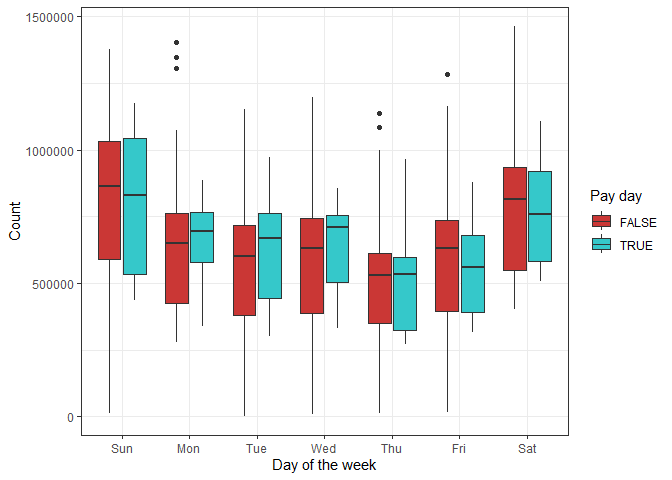 1500000
1000000
500000
0
Count
Sun Mon Tue Wed Thu Fri Sat
Day of the week
Pay day
FALSE
TRUE